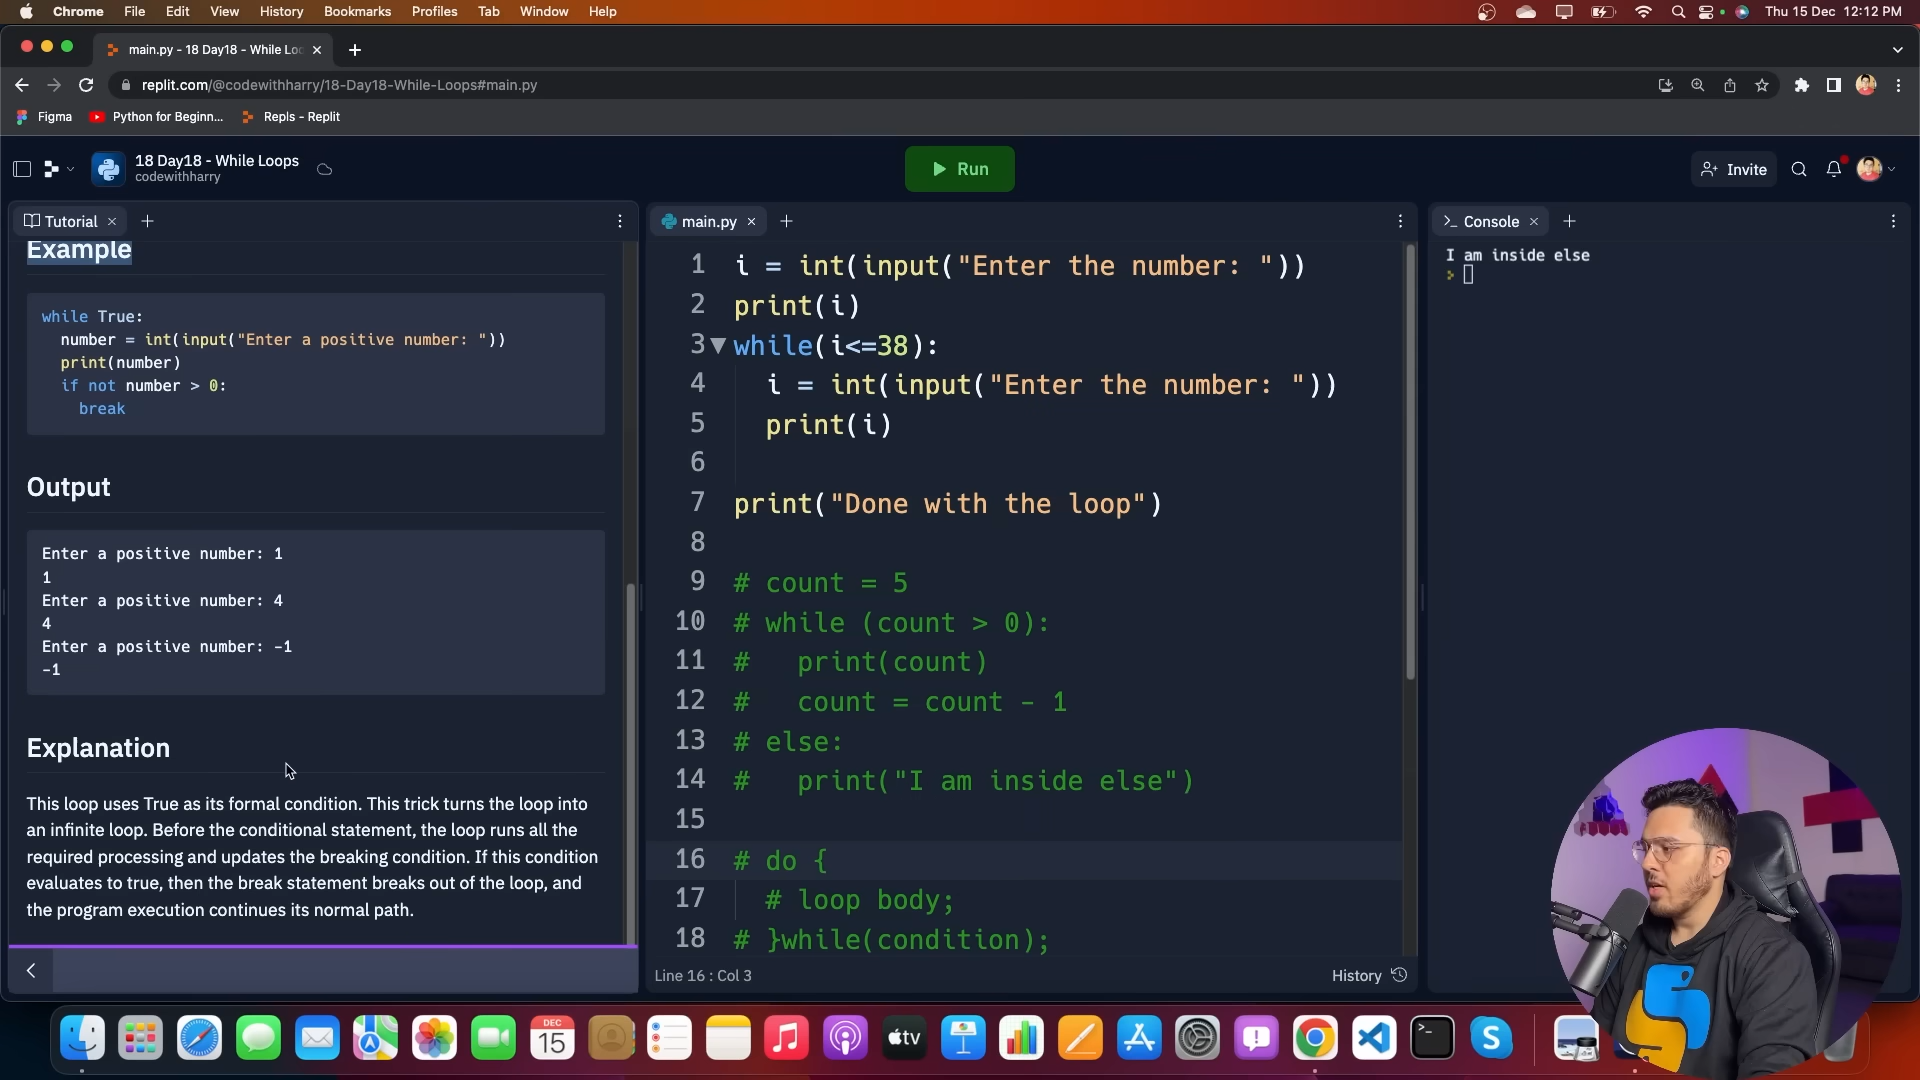 Chrome File Edit View History Bookmarks Profiles Tab Window Help
Thu 15 Dec 12:12 PM
main.py - 18 Day18 - While Loo
replit.com/@codewithharry/18-Day18-While-Loops#main.py
Figma Python for Beginn... Repls - Replit
18 Day18 - While Loops
codewithharry
Run
Invite
Tutorial
Example
while True:
number = int(input("Enter a positive number: "))
print(number)
if not number > 0:
break
Output
Enter a positive number: 1
1
Enter a positive number: 4
4
Enter a positive number: -1
-1
Explanation
This loop uses True as its formal condition. This trick turns the loop into
an infinite loop. Before the conditional statement, the loop runs all the
required processing and updates the breaking condition. If this condition
evaluates to true, then the break statement breaks out of the loop, and
the program execution continues its normal path.
main.py
1 i = int(input("Enter the number: "))
2 print(i)
3 while(i<=38):
4 i = int(input("Enter the number: "))
5 print(i)
6
7 print("Done with the loop")
8
9 # count = 5
10 # while (count > 0):
11 # print(count)
12 # count = count - 1
13 # else:
14 # print("I am inside else")
15
16 # do {
17 # loop body;
18 # }while(condition);
Line 16 : Col 3
History
Console
I am inside else
DEC
15
tv